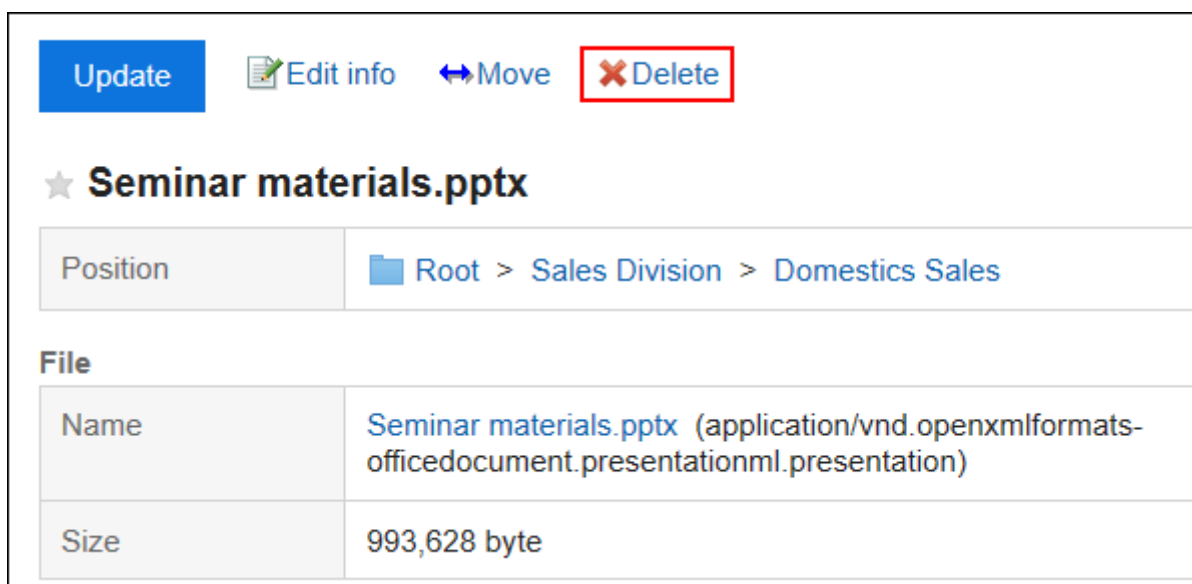 Update Edit info Move Delete
Seminar materials.pptx
Position Root > Sales Division > Domestics Sales
File
Name Seminar materials.pptx (application/vnd.openxmlformats-
officedocument.presentationml.presentation)
Size 993,628 byte